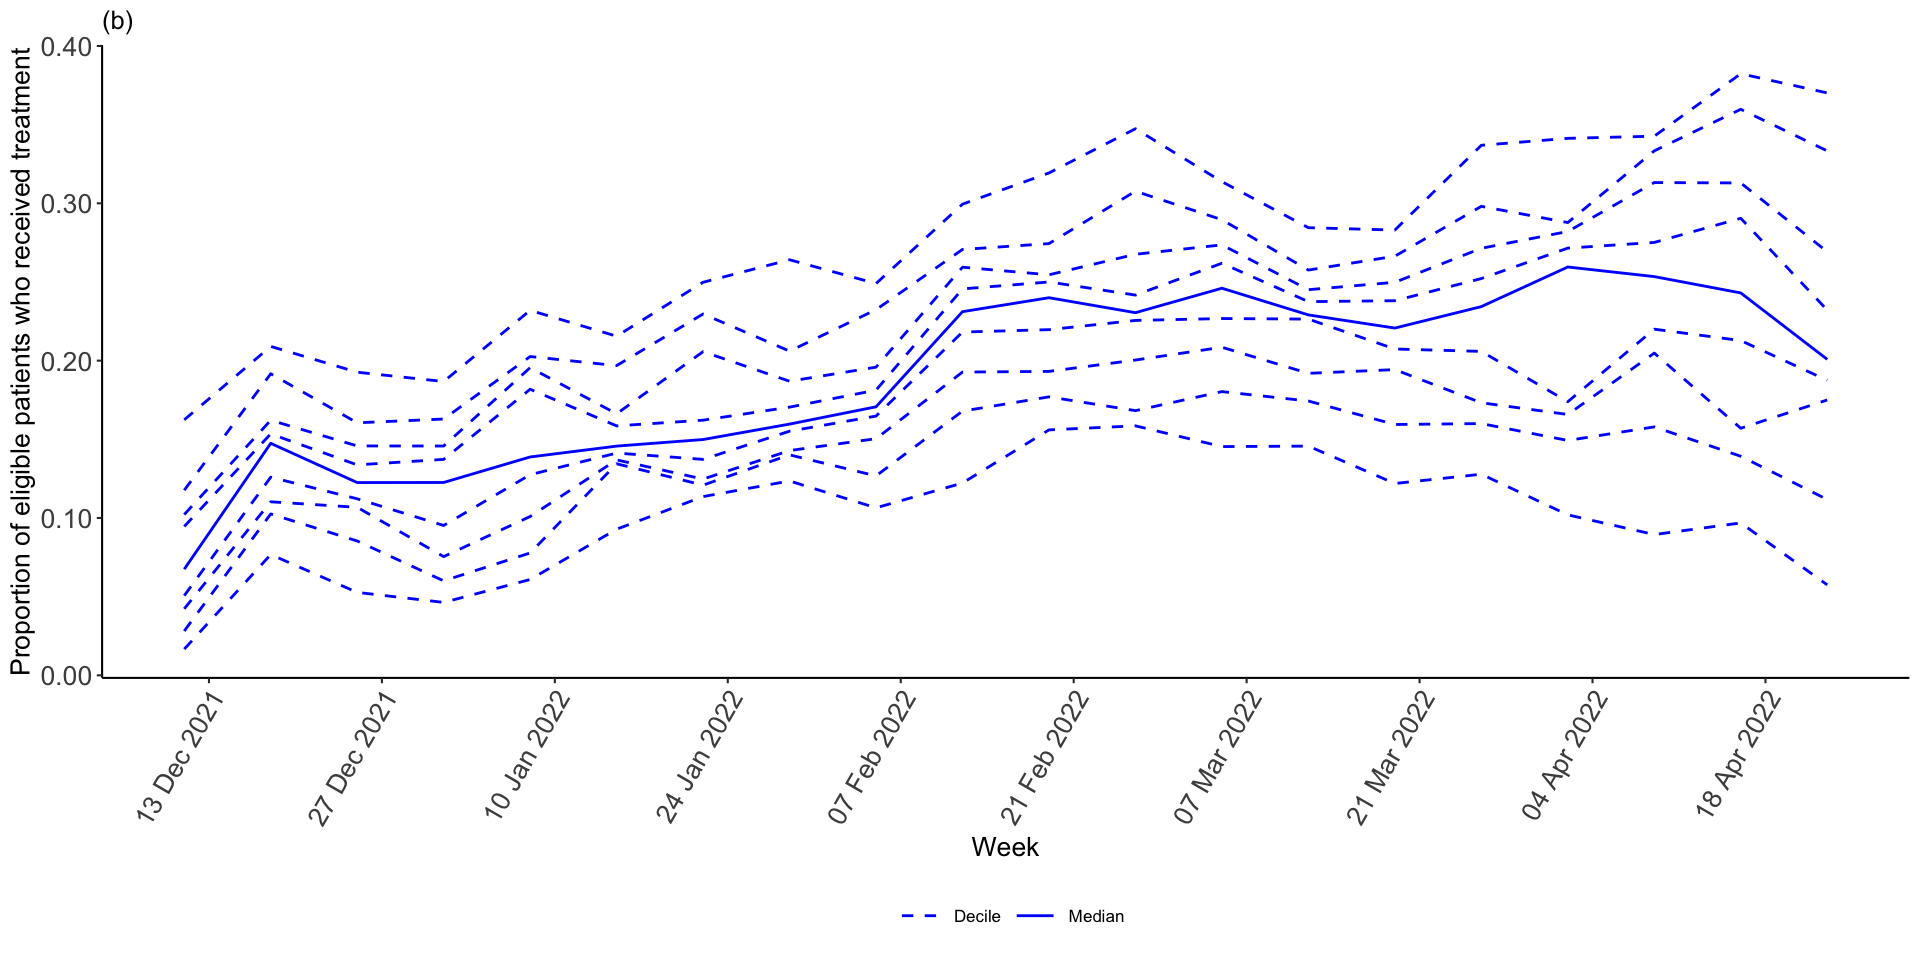 (b)
Proportion of eligible patients who received treatment
0.40
0.30
0.20
0.10
0.00
13 Dec 2021
27 Dec 2021
10 Jan 2022
24 Jan 2022
07 Feb 2022
21 Feb 2022
07 Mar 2022
21 Mar 2022
04 Apr 2022
18 Apr 2022
Week
Decile
Median